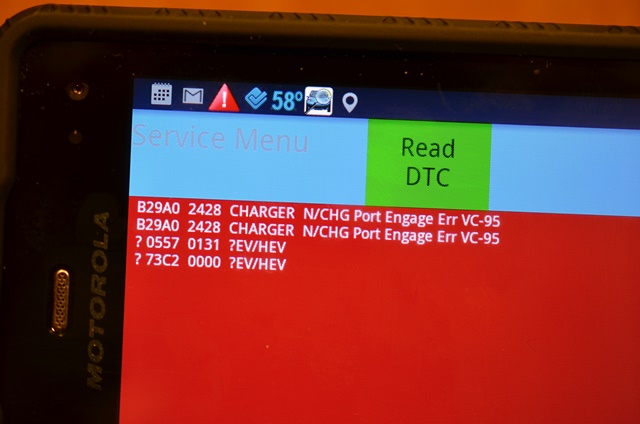 58°
Service Menu
Read
DTC
B29A0 2428 CHARGER N/CHG Port Engage Err VC-95
B29A0 2428 CHARGER N/CHG Port Engage Err VC-95
? 0557 0131 ?EV/HEV
? 73C2 0000 ?EV/HEV
MOTOROLA